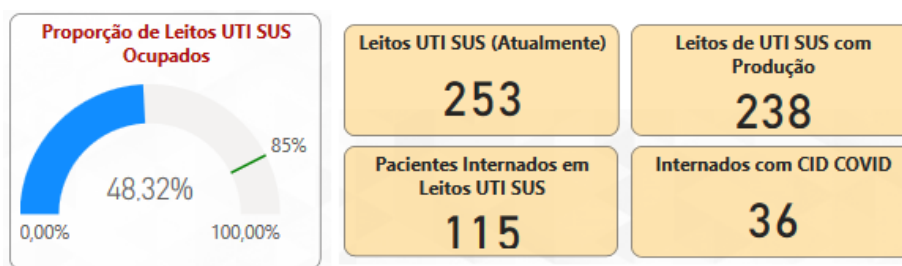 Proporção de Leitos UTI SUS
Ocupados
85%
48,32%
0,00%
100,00%
Leitos UTI SUS (Atualmente)
253
Leitos de UTI SUS com
Produção
238
Pacientes Internados em
Leitos UTI SUS
115
Internados com CID COVID
36